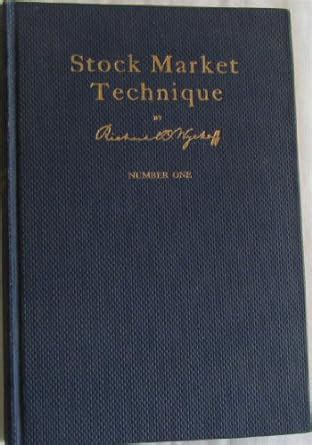 Stock Market
Technique
BY
Richard D Wyckoff
NUMBER ONE